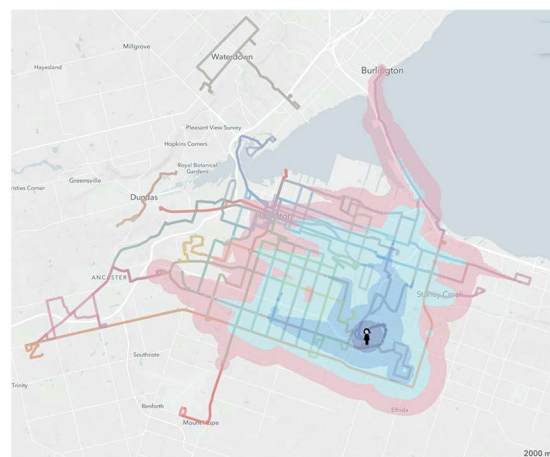 Millgrove
Waterdown
Hayesland
Burlington
Pleasant View Survey
Hopkins Corners
Royal Botanical
Gardens
Greensville
Dundas
Hamilton
ANCASTER
Stoney Creek
Southcote
Trinity
Renforth
Elfrida
Mount Hope
2000 m